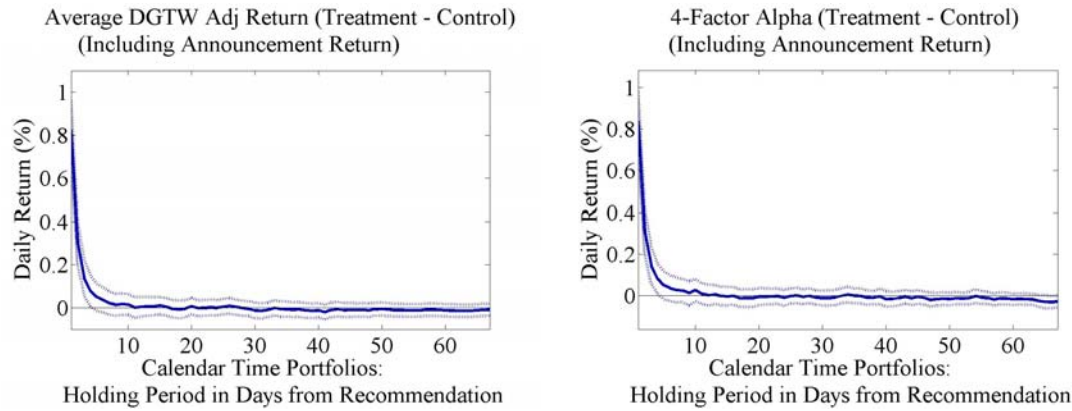 Average DGTW Adj Return (Treatment - Control)
(Including Announcement Return)
Daily Return (%)
1
0.8
0.6
0.4
0.2
0
10 20 30 40 50 60
Calendar Time Portfolios:
Holding Period in Days from Recommendation
4-Factor Alpha (Treatment - Control)
(Including Announcement Return)
Daily Return (%)
1
0.8
0.6
0.4
0.2
0
10 20 30 40 50 60
Calendar Time Portfolios:
Holding Period in Days from Recommendation